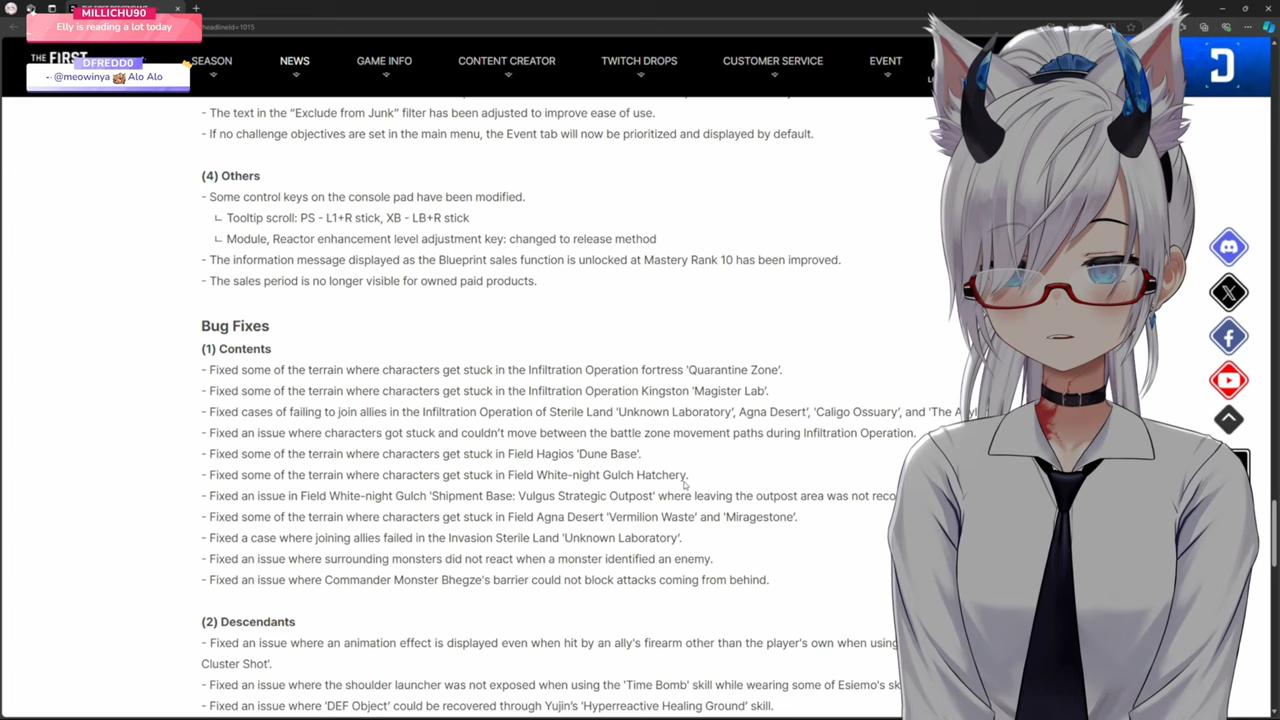 MILLICHU90
Elly is reading a lot today
DFREDD0
@meowinya Alo Alo
headlineId=1015
THE FIRST
SEASON
NEWS
GAME INFO
CONTENT CREATOR
TWITCH DROPS
CUSTOMER SERVICE
EVENT
- The text in the “Exclude from Junk” filter has been adjusted to improve ease of use.
- If no challenge objectives are set in the main menu, the Event tab will now be prioritized and displayed by default.
(4) Others
- Some control keys on the console pad have been modified.
ㄴ Tooltip scroll: PS - L1+R stick, XB - LB+R stick
ㄴ Module, Reactor enhancement level adjustment key: changed to release method
- The information message displayed as the Blueprint sales function is unlocked at Mastery Rank 10 has been improved.
- The sales period is no longer visible for owned paid products.
Bug Fixes
(1) Contents
- Fixed some of the terrain where characters get stuck in the Infiltration Operation fortress 'Quarantine Zone'.
- Fixed some of the terrain where characters get stuck in the Infiltration Operation Kingston 'Magister Lab'.
- Fixed cases of failing to join allies in the Infiltration Operation of Sterile Land 'Unknown Laboratory', Agna Desert', 'Caligo Ossuary', and 'The
- Fixed an issue where characters got stuck and couldn’t move between the battle zone movement paths during Infiltration Operation.
- Fixed some of the terrain where characters get stuck in Field Hagios 'Dune Base'.
- Fixed some of the terrain where characters get stuck in Field White-night Gulch Hatchery.
- Fixed an issue in Field White-night Gulch 'Shipment Base: Vulgus Strategic Outpost' where leaving the outpost area was not reco
- Fixed some of the terrain where characters get stuck in Field Agna Desert 'Vermilion Waste' and 'Miragestone'.
- Fixed a case where joining allies failed in the Invasion Sterile Land 'Unknown Laboratory'.
- Fixed an issue where surrounding monsters did not react when a monster identified an enemy.
- Fixed an issue where Commander Monster Bhegze's barrier could not block attacks coming from behind.
(2) Descendants
- Fixed an issue where an animation effect is displayed even when hit by an ally's firearm other than the player's own when using
Cluster Shot'.
- Fixed an issue where the shoulder launcher was not exposed when using the 'Time Bomb' skill while wearing some of Esiemo's sk
- Fixed an issue where 'DEF Object' could be recovered through Yujin’s 'Hyperreactive Healing Ground' skill.